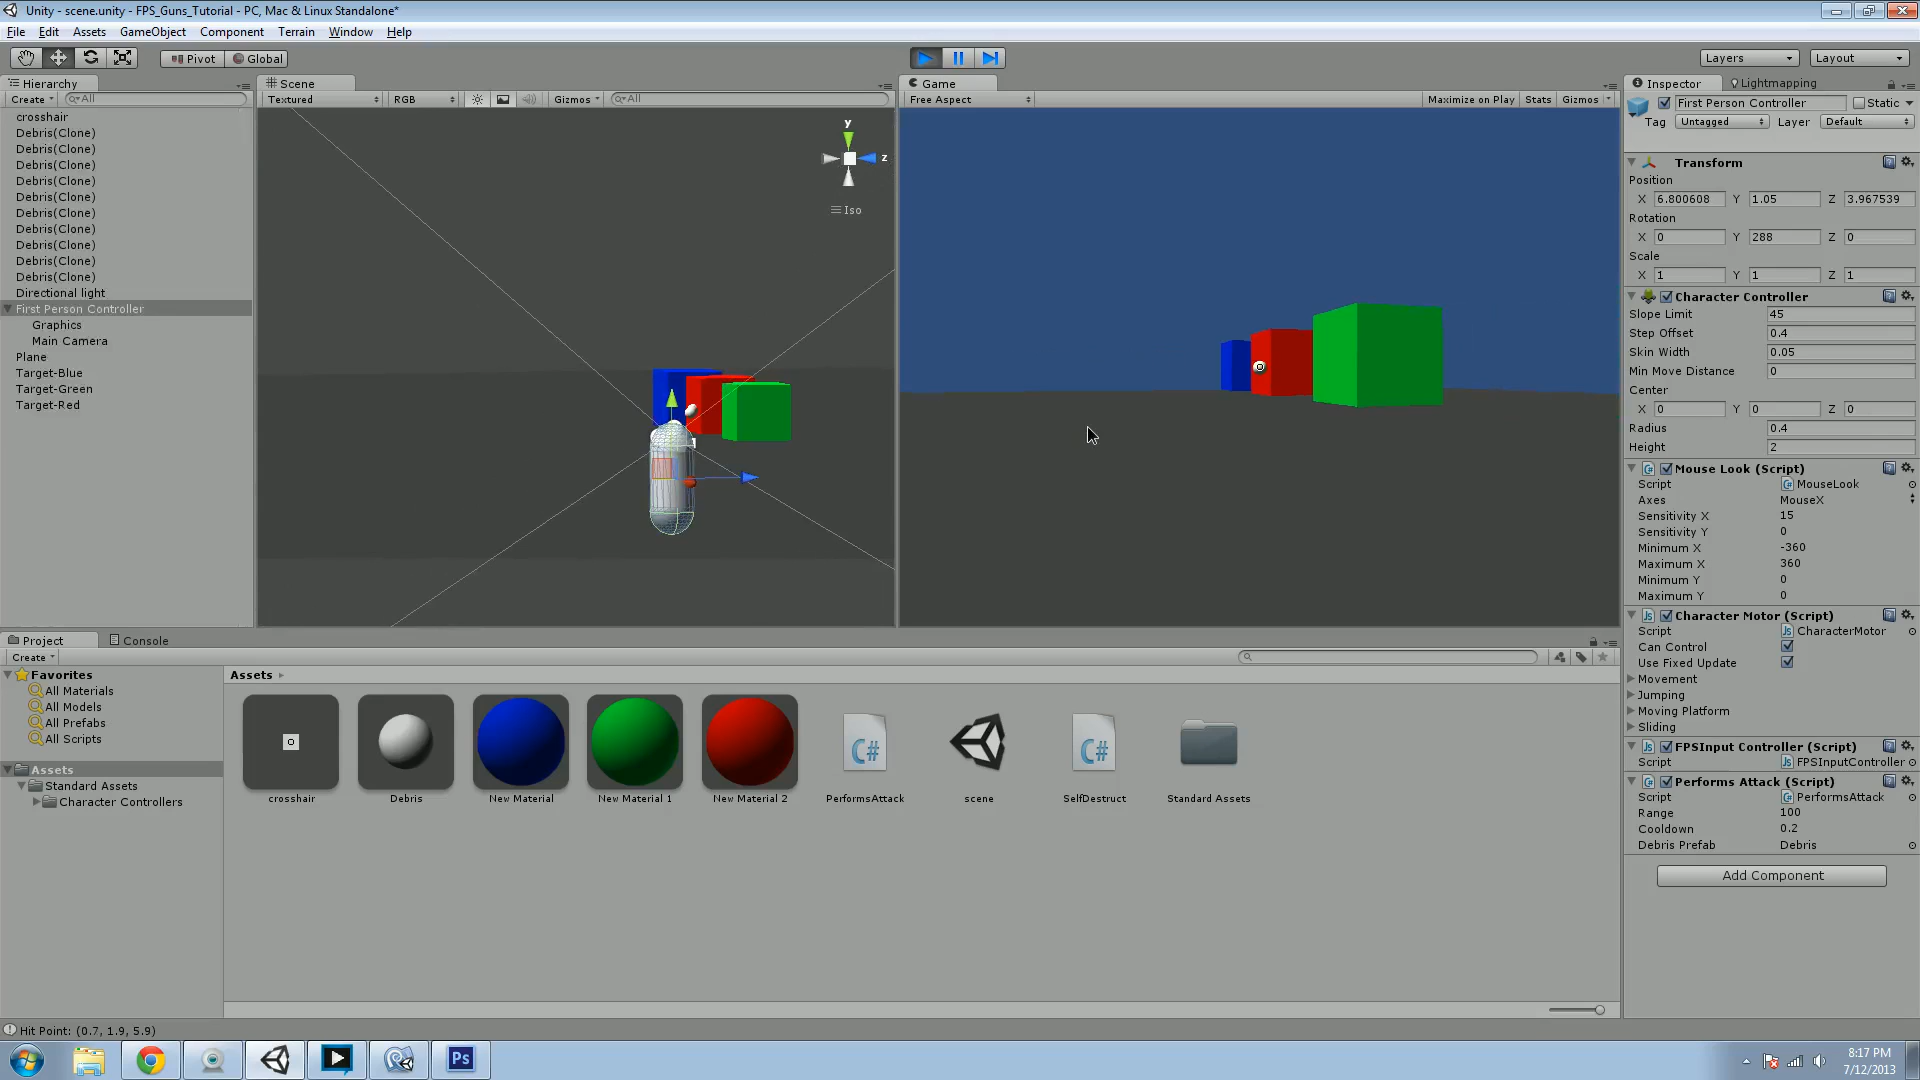 Unity - scene.unity - FPS_Guns_Tutorial - PC, Mac & Linux Standalone*
File Edit Assets GameObject Component Terrain Window Help
Pivot Global Layers Layout
Hierarchy
Create All
crosshair
Debris(Clone)
Debris(Clone)
Debris(Clone)
Debris(Clone)
Debris(Clone)
Debris(Clone)
Debris(Clone)
Debris(Clone)
Debris(Clone)
Debris(Clone)
Directional light
First Person Controller
Graphics
Main Camera
Plane
Target-Blue
Target-Green
Target-Red
Scene
Textured RGB Gizmos All
y
z
Iso
Game
Free Aspect Maximize on Play Stats Gizmos
Inspector Lightmapping
First Person Controller Static
Tag Untagged Layer Default
Transform
Position
X 6.800608 Y 1.05 Z 3.967539
Rotation
X 0 Y 288 Z 0
Scale
X 1 Y 1 Z 1
Character Controller
Slope Limit 45
Step Offset 0.4
Skin Width 0.05
Min Move Distance 0
Center
X 0 Y 0 Z 0
Radius 0.4
Height 2
Mouse Look (Script)
Script MouseLook
Axes MouseX
Sensitivity X 15
Sensitivity Y 0
Minimum X -360
Maximum X 360
Minimum Y 0
Maximum Y 0
Character Motor (Script)
Script CharacterMotor
Can Control
Use Fixed Update
Movement
Jumping
Moving Platform
Sliding
FPSInput Controller (Script)
Script FPSInputController
Performs Attack (Script)
Script PerformsAttack
Range 100
Cooldown 0.2
Debris Prefab Debris
Add Component
Project Console
Create
Favorites
All Materials
All Models
All Prefabs
All Scripts
Assets
Standard Assets
Character Controllers
Assets
C# C#
crosshair Debris New Material New Material 1 New Material 2 PerformsAttack scene SelfDestruct Standard Assets
Hit Point: (0.7, 1.9, 5.9)
Ps
8:17 PM
7/12/2013